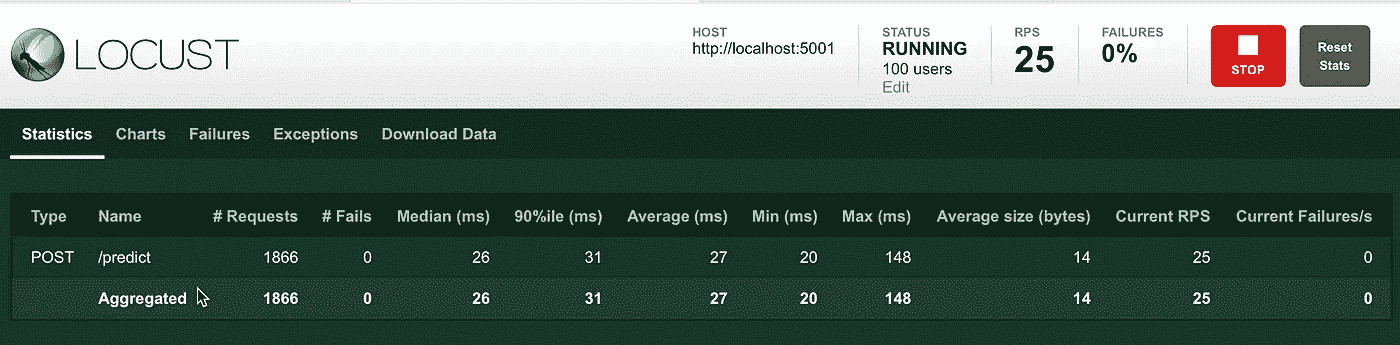 LOCUST
HOST
http://localhost:5001
STATUS
RUNNING
100 users
Edit
RPS
25
FAILURES
0%
STOP
Reset
Stats
Statistics Charts Failures Exceptions Download Data
Type Name # Requests # Fails Median (ms) 90%ile (ms) Average (ms) Min (ms) Max (ms) Average size (bytes) Current RPS Current Failures/s
POST /predict 1866 0 26 31 27 20 148 14 25 0
Aggregated 1866 0 26 31 27 20 148 14 25 0